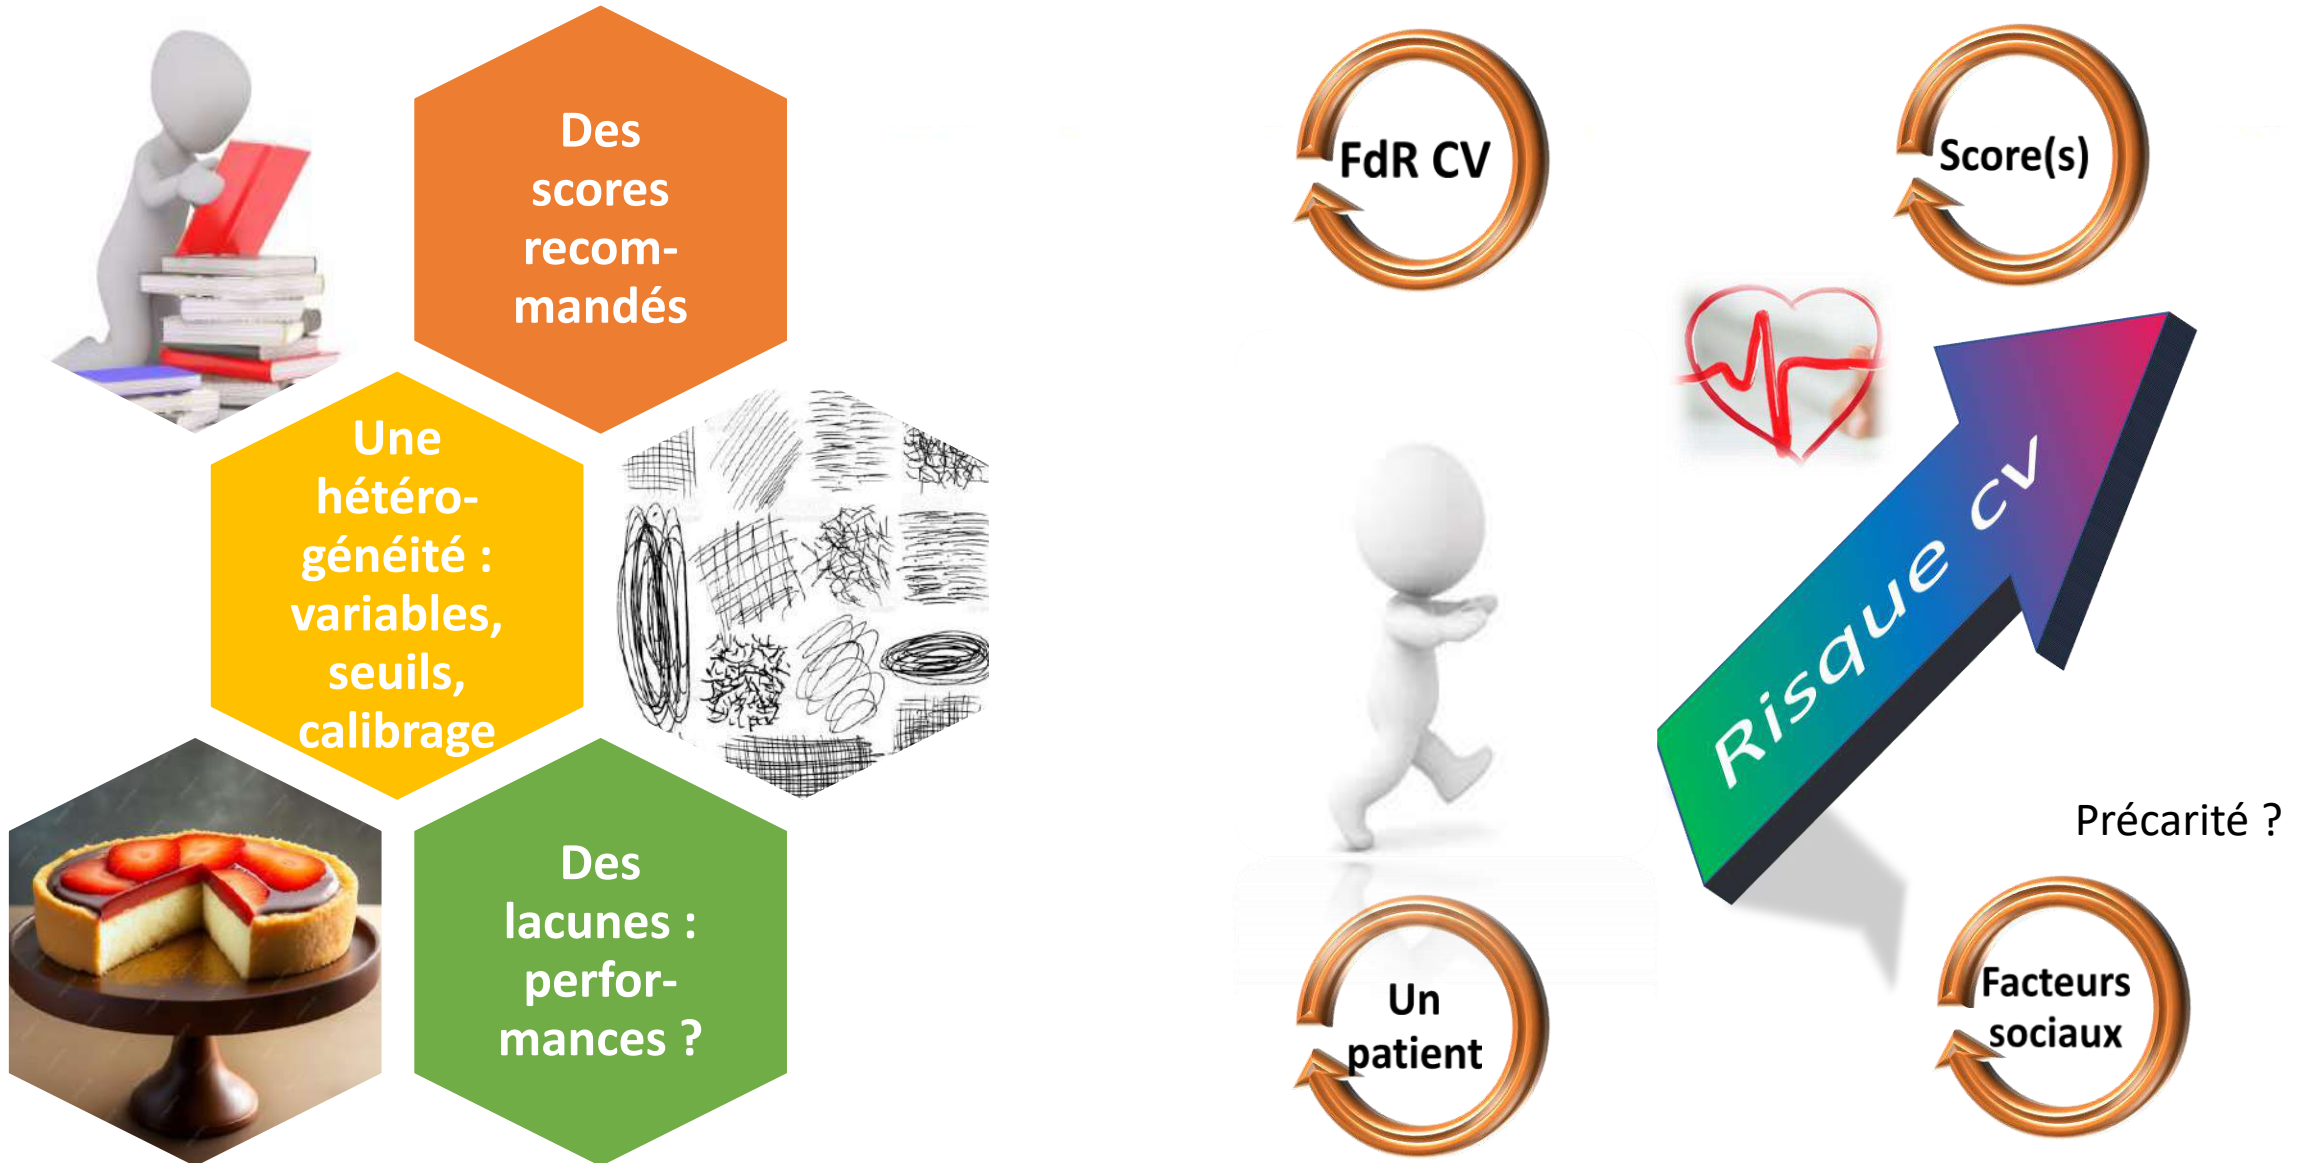 Des
scores
recom-
mandés
Une
hétéro-
généité :
variables,
seuils,
calibrage
Des
lacunes :
perfor-
mances ?
FdR CV
Score(s)
Risque CV
Précarité ?
Un
patient
Facteurs
sociaux